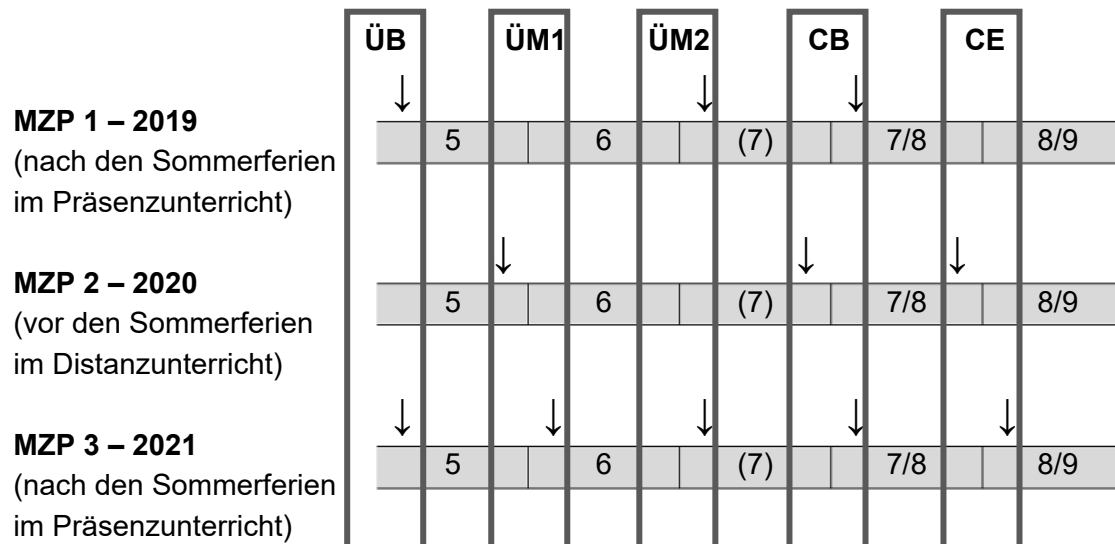 ÜB ÜM1 ÜM2 CB CE
MZP 1 – 2019
(nach den Sommerferien
im Präsenzunterricht)
5 6 (7) 7/8 8/9
MZP 2 – 2020
(vor den Sommerferien
im Distanzunterricht)
5 6 (7) 7/8 8/9
MZP 3 – 2021
(nach den Sommerferien
im Präsenzunterricht)
5 6 (7) 7/8 8/9